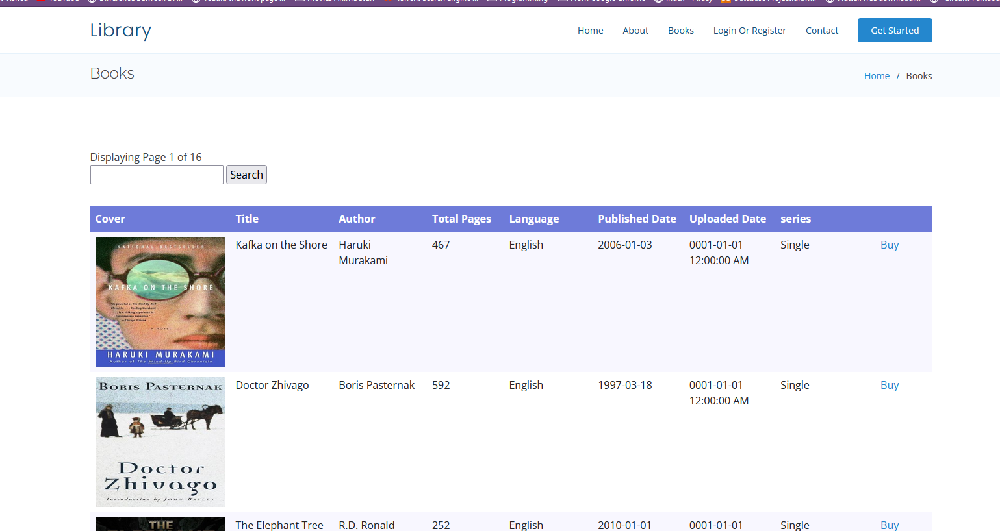 Library
Home About Books Login Or Register Contact Get Started
Books
Home / Books
Displaying Page 1 of 16
Search
Cover Title Author Total Pages Language Published Date Uploaded Date series
NATIONAL BESTSELLER
KAFKA ON THE SHORE
A NOVEL
HARURI MURAKAMI
Author of The Wind-Up Bird Chronicle
Kafka on the Shore
Haruki
Murakami
467
English
2006-01-03
0001-01-01
12:00:00 AM
Single
Buy
BORIS PASTERNAK
Doctor
Zhivago
Introduction by JOHN BAYLEY
Doctor Zhivago
Boris Pasternak
592
English
1997-03-18
0001-01-01
12:00:00 AM
Single
Buy
THE
The Elephant Tree
R.D. Ronald
252
English
2010-01-01
0001-01-01
Single
Buy